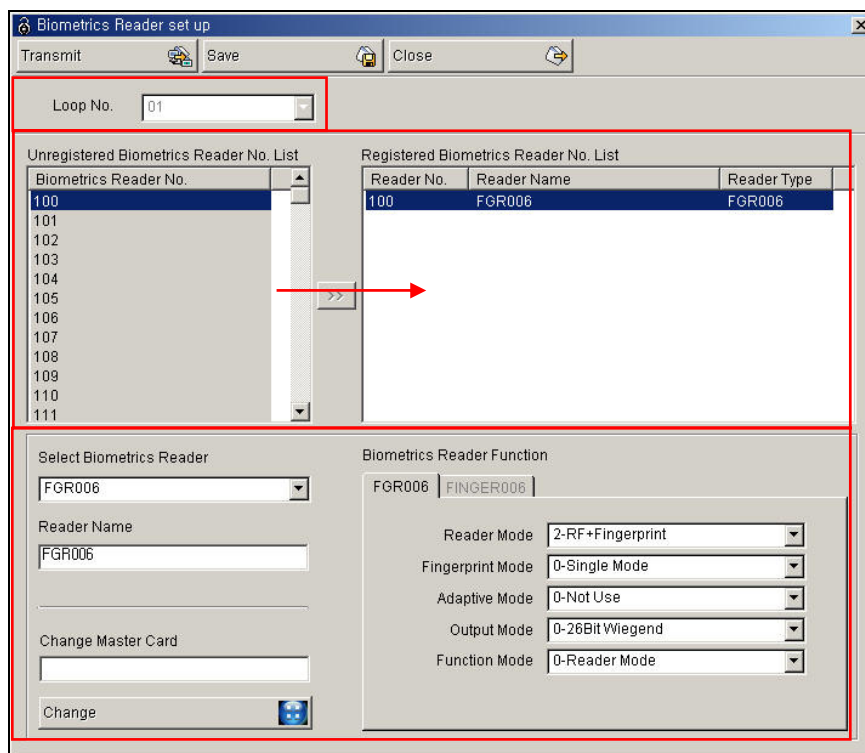 Biometrics Reader set up
Transmit Save Close
Loop No. 01
Unregistered Biometrics Reader No. List
Biometrics Reader No.
100
101
102
103
104
105
106
107
108
109
110
111
>>
Registered Biometrics Reader No. List
Reader No. Reader Name Reader Type
100 FGR006 FGR006
Select Biometrics Reader
FGR006
Reader Name
FGR006
Change Master Card
Change
Biometrics Reader Function
FGR006 FINGER006
Reader Mode 2-RF+Fingerprint
Fingerprint Mode 0-Single Mode
Adaptive Mode 0-Not Use
Output Mode 0-26Bit Wiegend
Function Mode 0-Reader Mode